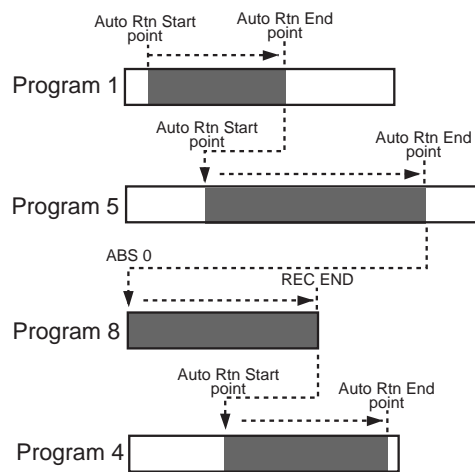 Auto Rtn Start
point
Auto Rtn End
point
Program 1
Auto Rtn Start
point
Auto Rtn End
point
Program 5
ABS 0
REC END
Program 8
Auto Rtn Start
point
Auto Rtn End
point
Program 4